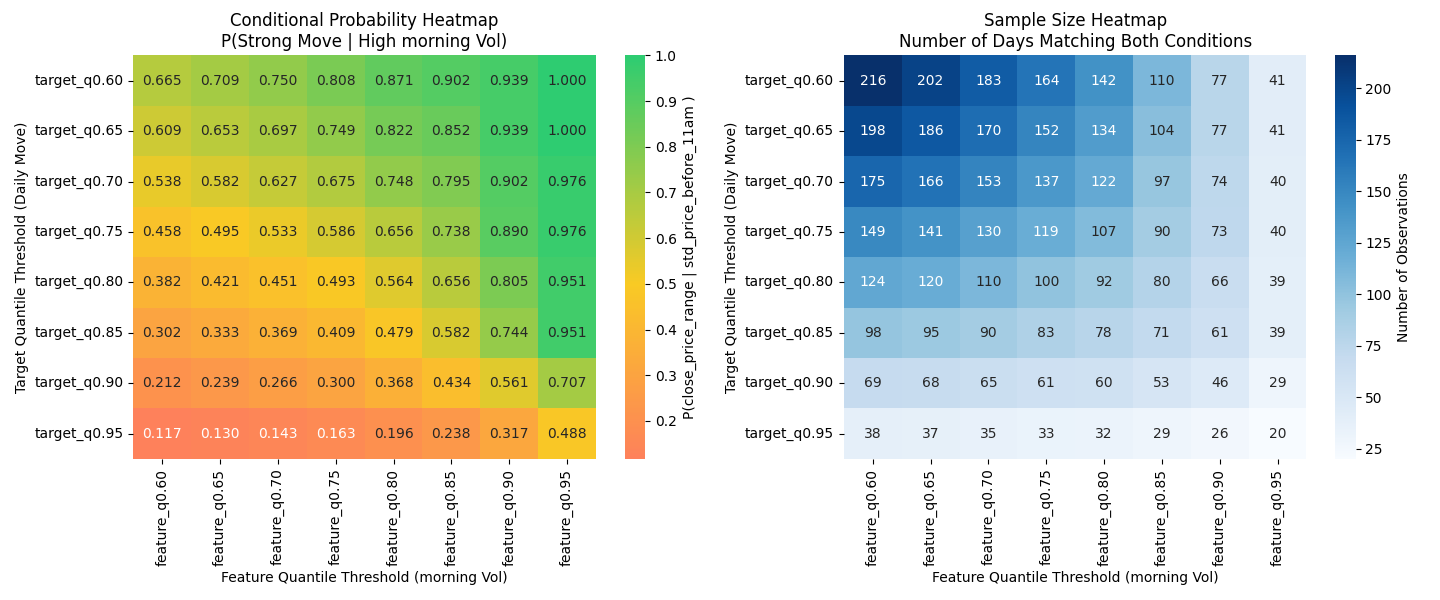 Conditional Probability Heatmap
P(Strong Move | High morning Vol)
Target Quantile Threshold (Daily Move)
target_q0.60 0.665 0.709 0.750 0.808 0.871 0.902 0.939 1.000
target_q0.65 0.609 0.653 0.697 0.749 0.822 0.852 0.939 1.000
target_q0.70 0.538 0.582 0.627 0.675 0.748 0.795 0.902 0.976
target_q0.75 0.458 0.495 0.533 0.586 0.656 0.738 0.890 0.976
target_q0.80 0.382 0.421 0.451 0.493 0.564 0.656 0.805 0.951
target_q0.85 0.302 0.333 0.369 0.409 0.479 0.582 0.744 0.951
target_q0.90 0.212 0.239 0.266 0.300 0.368 0.434 0.561 0.707
target_q0.95 0.117 0.130 0.143 0.163 0.196 0.238 0.317 0.488
feature_q0.60
feature_q0.65
feature_q0.70
feature_q0.75
feature_q0.80
feature_q0.85
feature_q0.90
feature_q0.95
Feature Quantile Threshold (morning Vol)
1.0
0.9
0.8
0.7
0.6
0.5
0.4
0.3
0.2
P(close_price_range | std_price_before_11am )
Sample Size Heatmap
Number of Days Matching Both Conditions
Target Quantile Threshold (Daily Move)
target_q0.60 216 202 183 164 142 110 77 41
target_q0.65 198 186 170 152 134 104 77 41
target_q0.70 175 166 153 137 122 97 74 40
target_q0.75 149 141 130 119 107 90 73 40
target_q0.80 124 120 110 100 92 80 66 39
target_q0.85 98 95 90 83 78 71 61 39
target_q0.90 69 68 65 61 60 53 46 29
target_q0.95 38 37 35 33 32 29 26 20
feature_q0.60
feature_q0.65
feature_q0.70
feature_q0.75
feature_q0.80
feature_q0.85
feature_q0.90
feature_q0.95
Feature Quantile Threshold (morning Vol)
200
175
150
125
100
75
50
25
Number of Observations